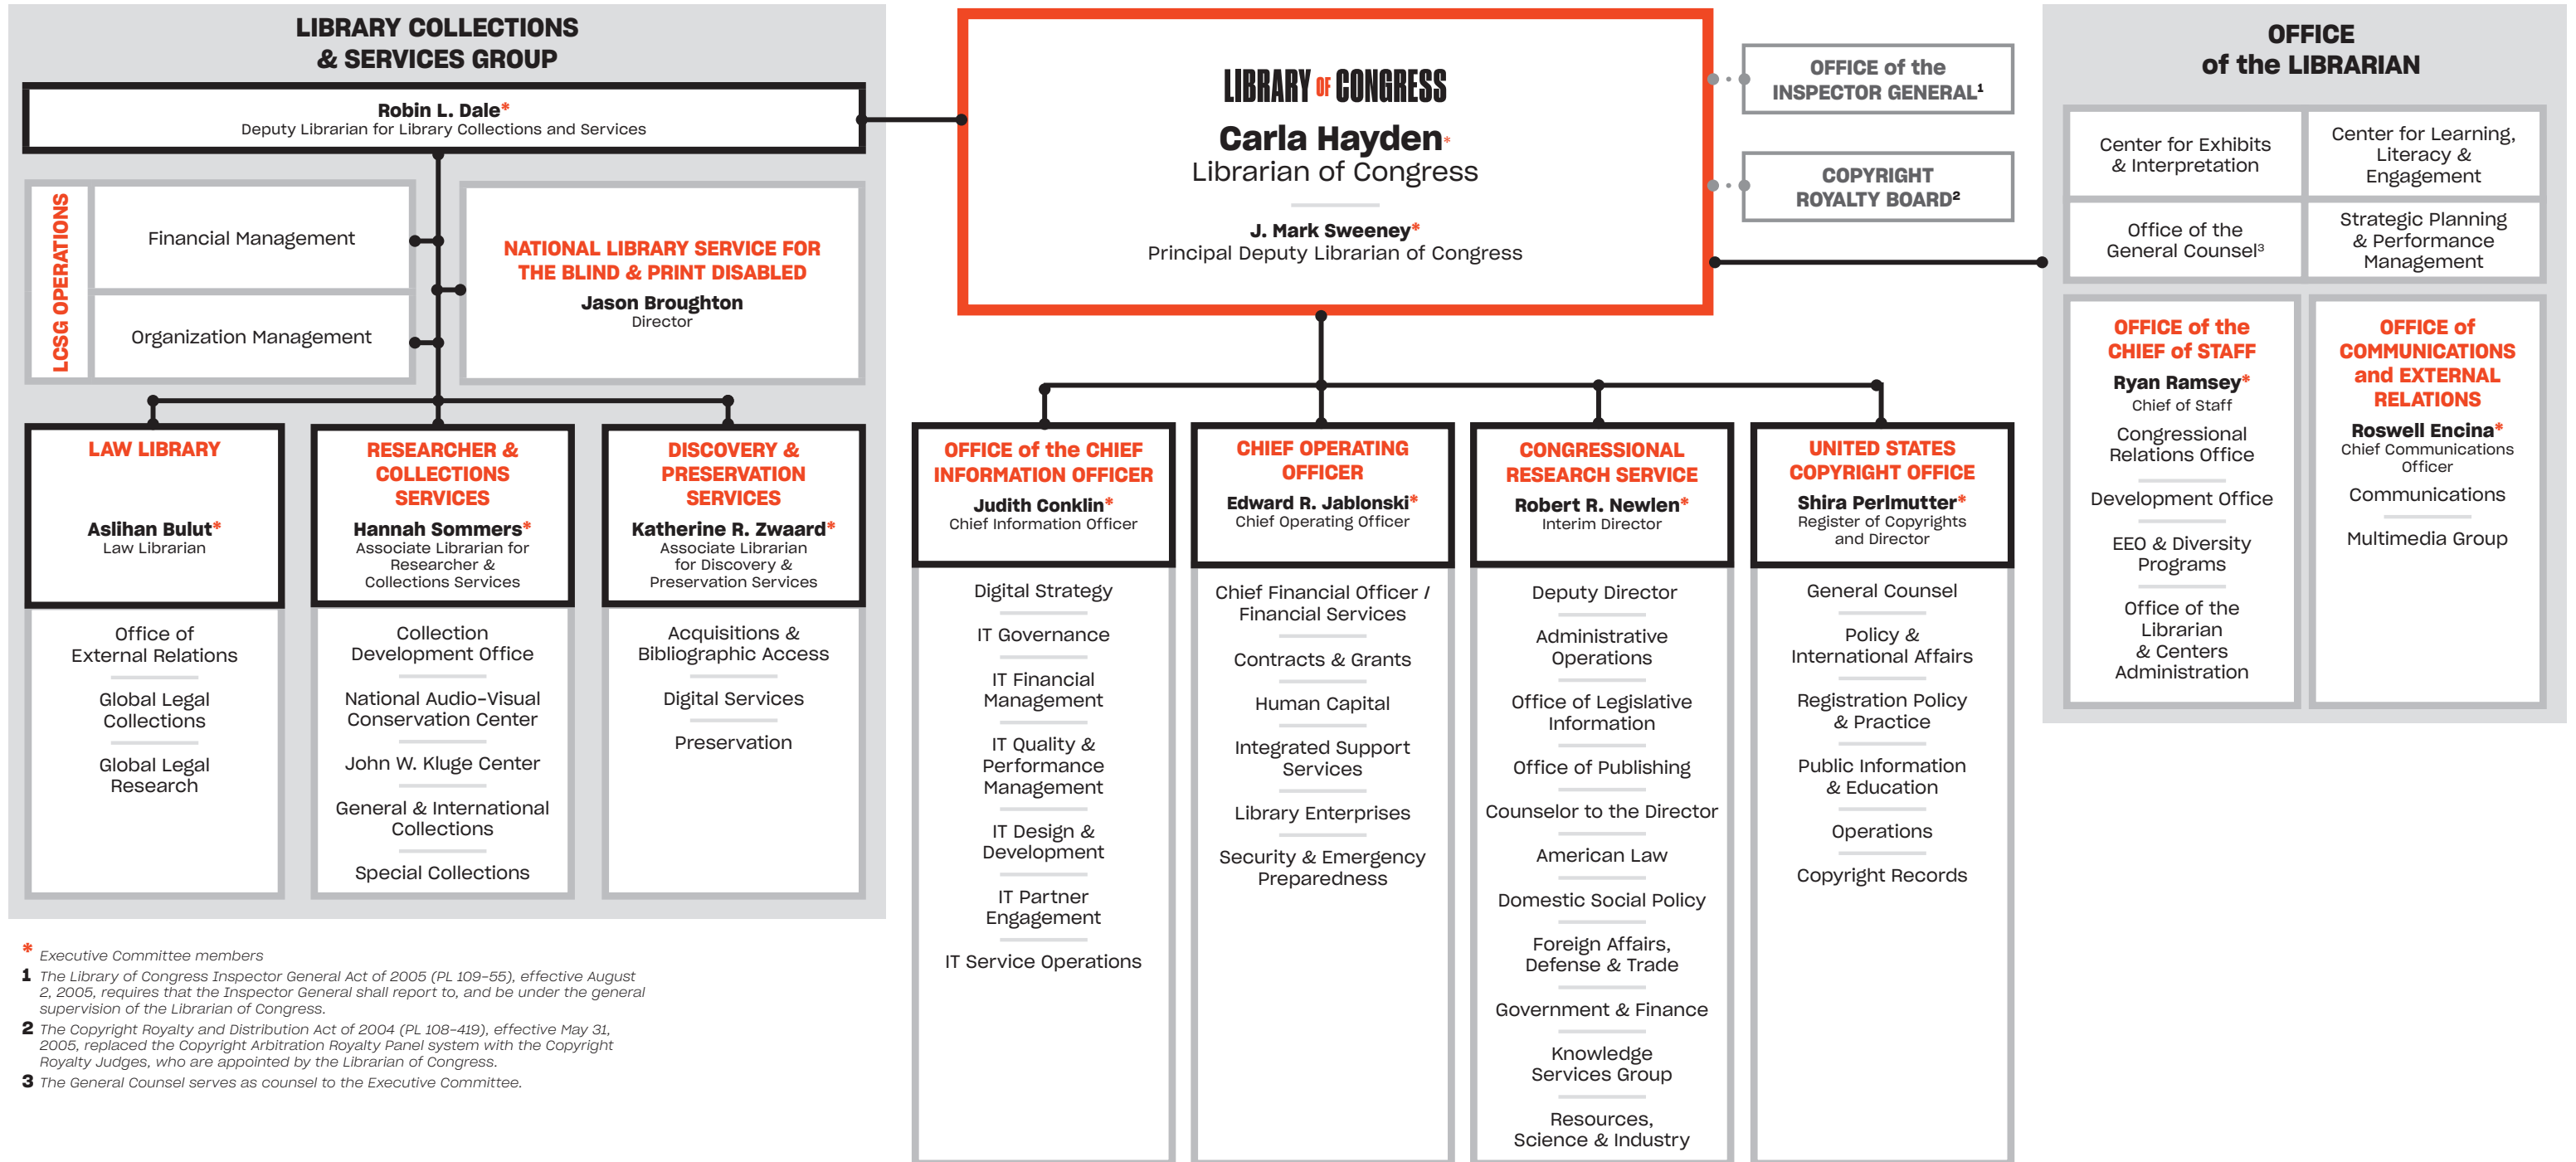 LIBRARY COLLECTIONS
& SERVICES GROUP
Robin L. Dale*
Deputy Librarian for Library Collections and Services
LCSG OPERATIONS
Financial Management
Organization Management
NATIONAL LIBRARY SERVICE FOR
THE BLIND & PRINT DISABLED
Jason Broughton
Director
LAW LIBRARY
Aslihan Bulut*
Law Librarian
Office of
External Relations
Global Legal
Collections
Global Legal
Research
RESEARCHER &
COLLECTIONS
SERVICES
Hannah Sommers*
Associate Librarian for
Researcher &
Collections Services
Collection
Development Office
National Audio-Visual
Conservation Center
John W. Kluge Center
General & International
Collections
Special Collections
DISCOVERY &
PRESERVATION
SERVICES
Katherine R. Zwaard*
Associate Librarian
for Discovery &
Preservation Services
Acquisitions &
Bibliographic Access
Digital Services
Preservation
LIBRARY OF CONGRESS
Carla Hayden*
Librarian of Congress
J. Mark Sweeney*
Principal Deputy Librarian of Congress
OFFICE of the
INSPECTOR GENERAL¹
COPYRIGHT
ROYALTY BOARD²
OFFICE of the CHIEF
INFORMATION OFFICER
Judith Conklin*
Chief Information Officer
Digital Strategy
IT Governance
IT Financial
Management
IT Quality &
Performance
Management
IT Design &
Development
IT Partner
Engagement
IT Service Operations
CHIEF OPERATING
OFFICER
Edward R. Jablonski*
Chief Operating Officer
Chief Financial Officer /
Financial Services
Contracts & Grants
Human Capital
Integrated Support
Services
Library Enterprises
Security & Emergency
Preparedness
CONGRESSIONAL
RESEARCH SERVICE
Robert R. Newlen*
Interim Director
Deputy Director
Administrative
Operations
Office of Legislative
Information
Office of Publishing
Counselor to the Director
American Law
Domestic Social Policy
Foreign Affairs,
Defense & Trade
Government & Finance
Knowledge
Services Group
Resources,
Science & Industry
UNITED STATES
COPYRIGHT OFFICE
Shira Perlmutter*
Register of Copyrights
and Director
General Counsel
Policy &
International Affairs
Registration Policy
& Practice
Public Information
& Education
Operations
Copyright Records
OFFICE
of the LIBRARIAN
Center for Exhibits
& Interpretation
Center for Learning,
Literacy &
Engagement
Office of the
General Counsel³
Strategic Planning
& Performance
Management
OFFICE of the
CHIEF of STAFF
Ryan Ramsey*
Chief of Staff
Congressional
Relations Office
Development Office
EEO & Diversity
Programs
Office of the
Librarian
& Centers
Administration
OFFICE of
COMMUNICATIONS
and EXTERNAL
RELATIONS
Roswell Encina*
Chief Communications
Officer
Communications
Multimedia Group
* Executive Committee members
1 The Library of Congress Inspector General Act of 2005 (PL 109-55), effective August
2, 2005, requires that the Inspector General shall report to, and be under the general
supervision of the Librarian of Congress.
2 The Copyright Royalty and Distribution Act of 2004 (PL 108-419), effective May 31,
2005, replaced the Copyright Arbitration Royalty Panel system with the Copyright
Royalty Judges, who are appointed by the Librarian of Congress.
3 The General Counsel serves as counsel to the Executive Committee.